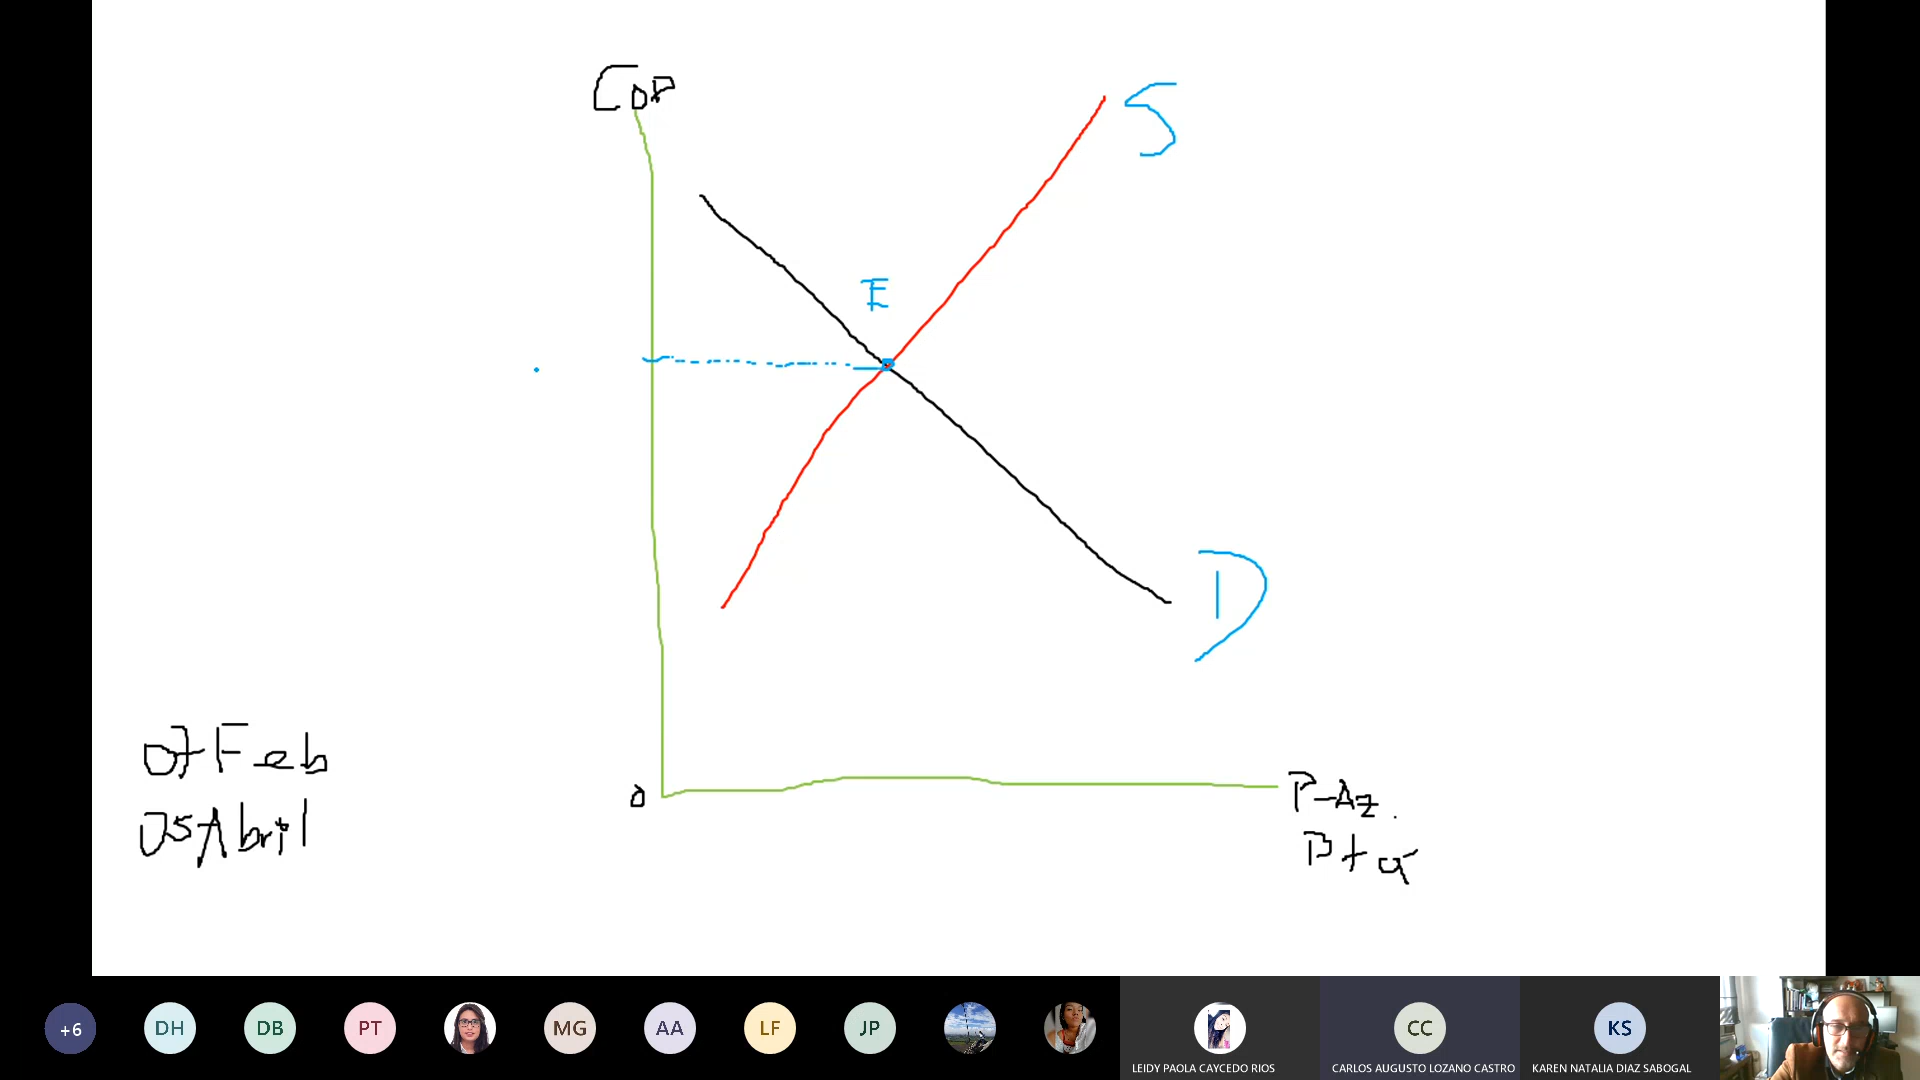 COP
S
E
D
07 Feb
05 Abril
0
P-Az.
Bta
+6
DH
DB
PT
MG
AA
LF
JP
CC
KS
LEIDY PAOLA CAYCEDO RIOS
CARLOS AUGUSTO LOZANO CASTRO
KAREN NATALIA DIAZ SABOGAL